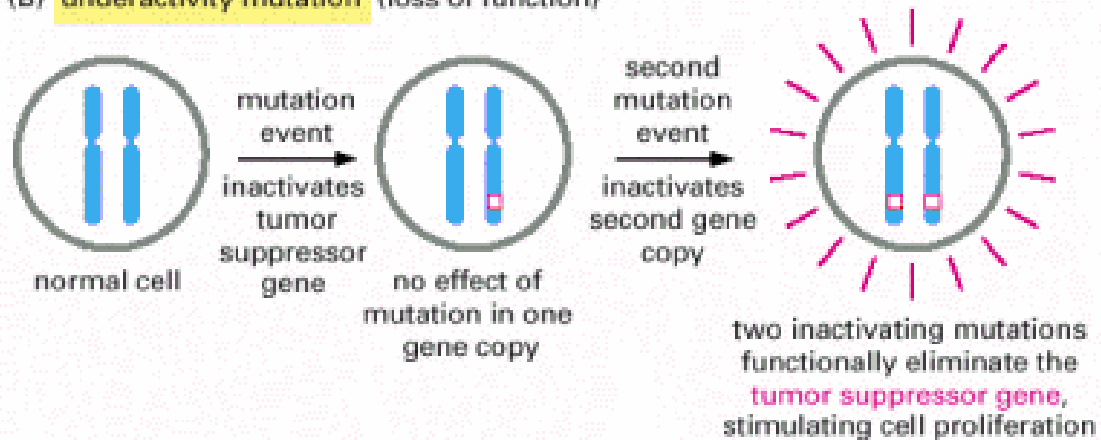 (B) underactivity mutation (loss of function)
mutation
event
inactivates
tumor
suppressor
gene
second
mutation
event
inactivates
second gene
copy
normal cell
no effect of
mutation in one
gene copy
two inactivating mutations
functionally eliminate the
tumor suppressor gene,
stimulating cell proliferation